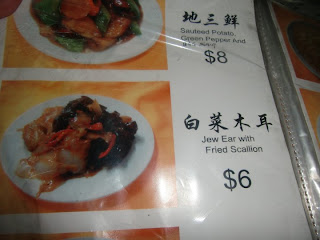 地三鲜
Sauteed Potato,
Green Pepper And
$8
白菜木耳
Jew Ear with
Fried Scallion
$6